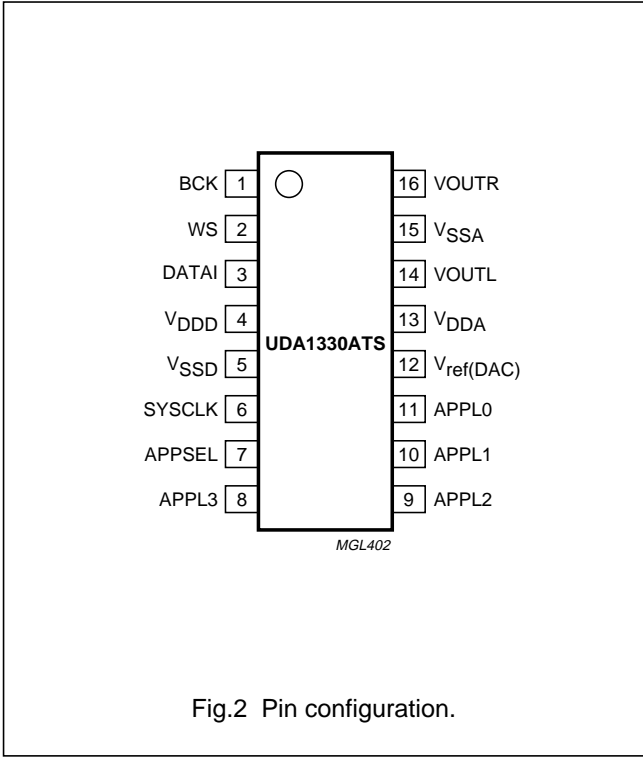 BCK 1 16 VOUTR
WS 2 15 VSSA
DATAI 3 14 VOUTL
VDDD 4 13 VDDA
UDA1330ATS
VSSD 5 12 Vref(DAC)
SYSCLK 6 11 APPL0
APPSEL 7 10 APPL1
APPL3 8 9 APPL2
MGL402
Fig.2 Pin configuration.